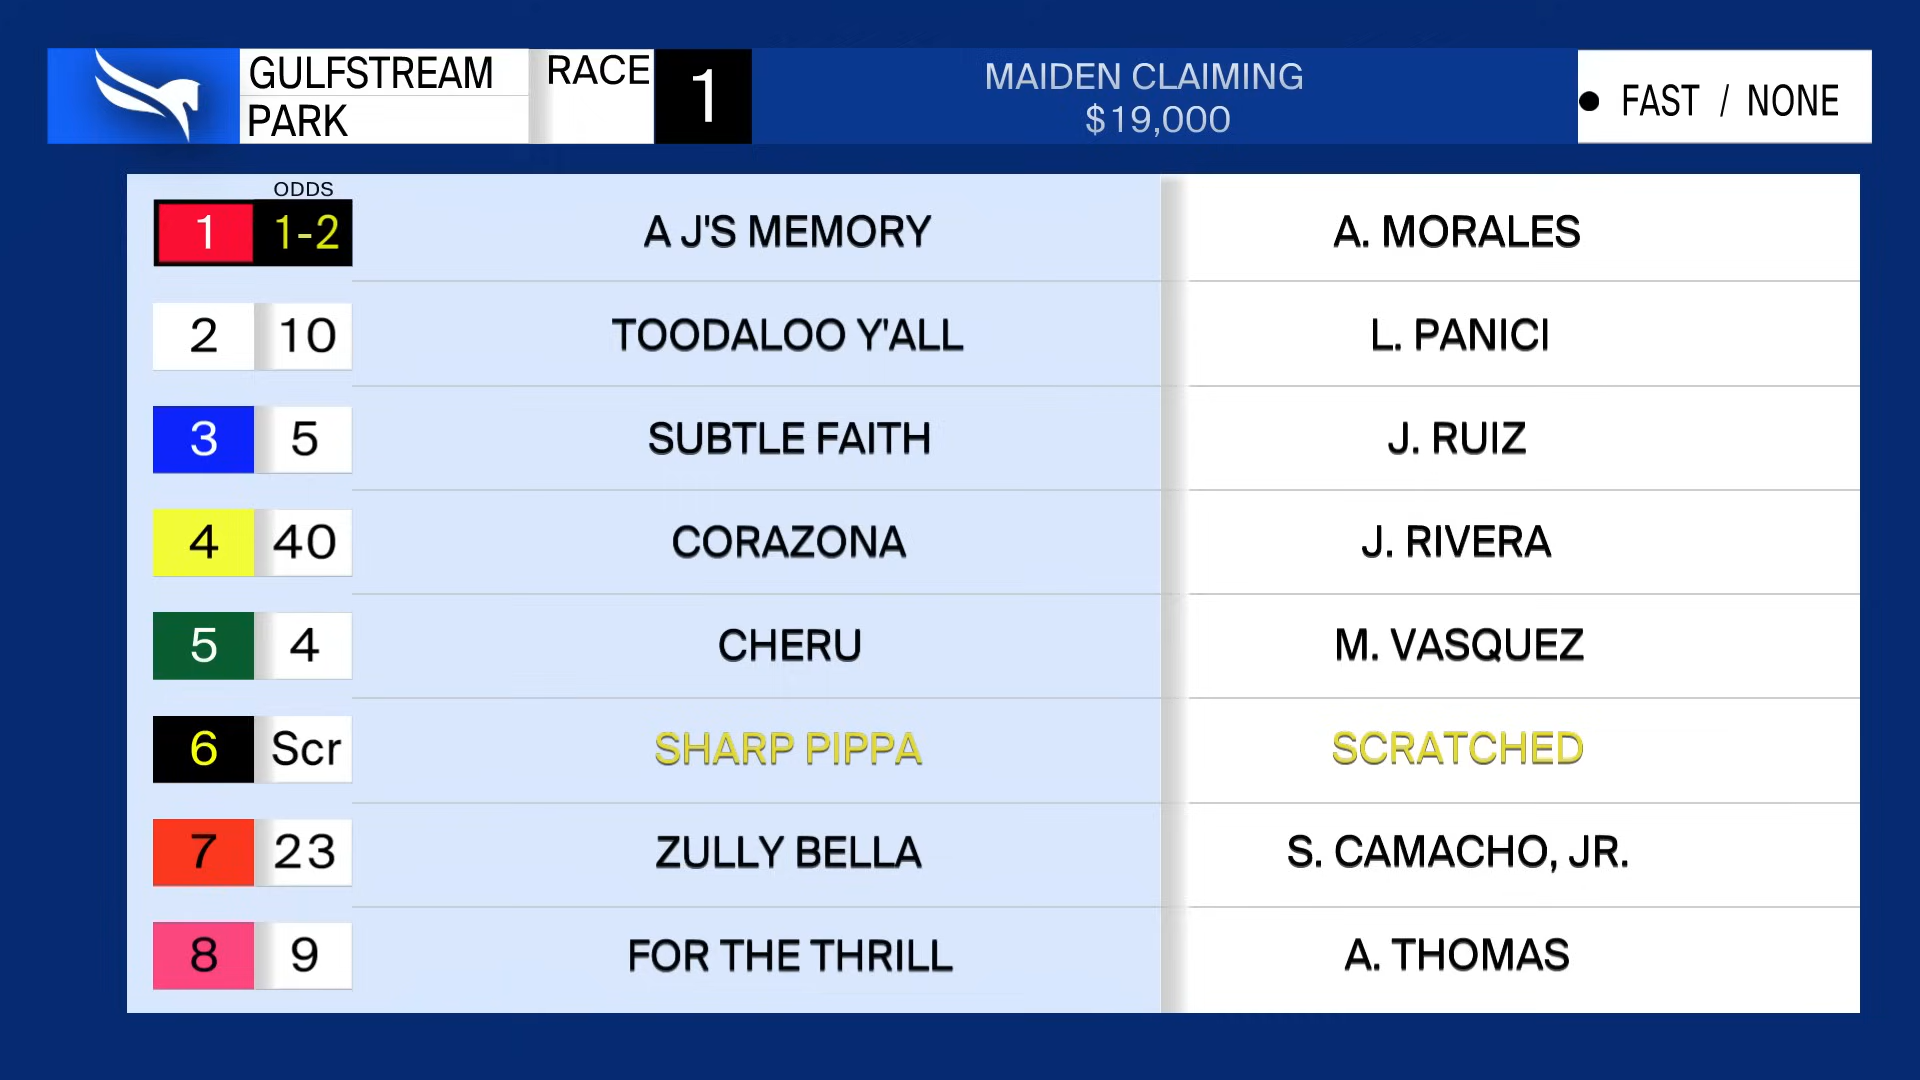 GULFSTREAM
PARK
RACE
1
MAIDEN CLAIMING
$19,000
• FAST / NONE
ODDS
1 1-2 A J'S MEMORY A. MORALES
2 10 TOODALOO Y'ALL L. PANICI
3 5 SUBTLE FAITH J. RUIZ
4 40 CORAZONA J. RIVERA
5 4 CHERU M. VASQUEZ
6 Scr SHARP PIPPA SCRATCHED
7 23 ZULLY BELLA S. CAMACHO, JR.
8 9 FOR THE THRILL A. THOMAS